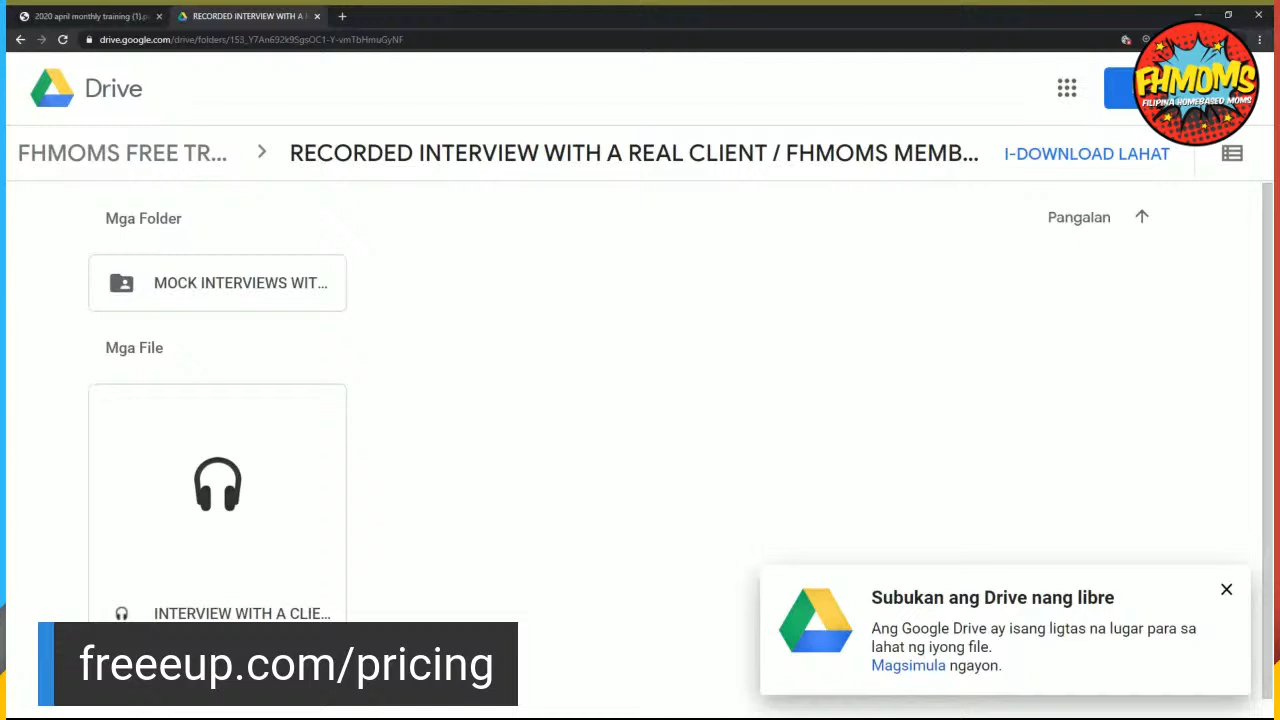 2020 april monthly training (1).p
RECORDED INTERVIEW WITH A
drive.google.com/drive/folders/153_Y7An692k9SgsOC1-Y-vmTbHmuGyNF
Drive
FHMOMS
FILIPINA HOMEBASED MOMS
FHMOMS FREE TR...
RECORDED INTERVIEW WITH A REAL CLIENT / FHMOMS MEMB...
I-DOWNLOAD LAHAT
Mga Folder
Pangalan
MOCK INTERVIEWS WIT...
Mga File
INTERVIEW WITH A CLIE...
Subukan ang Drive nang libre
Ang Google Drive ay isang ligtas na lugar para sa
lahat ng iyong file.
Magsimula ngayon.
freeeup.com/pricing